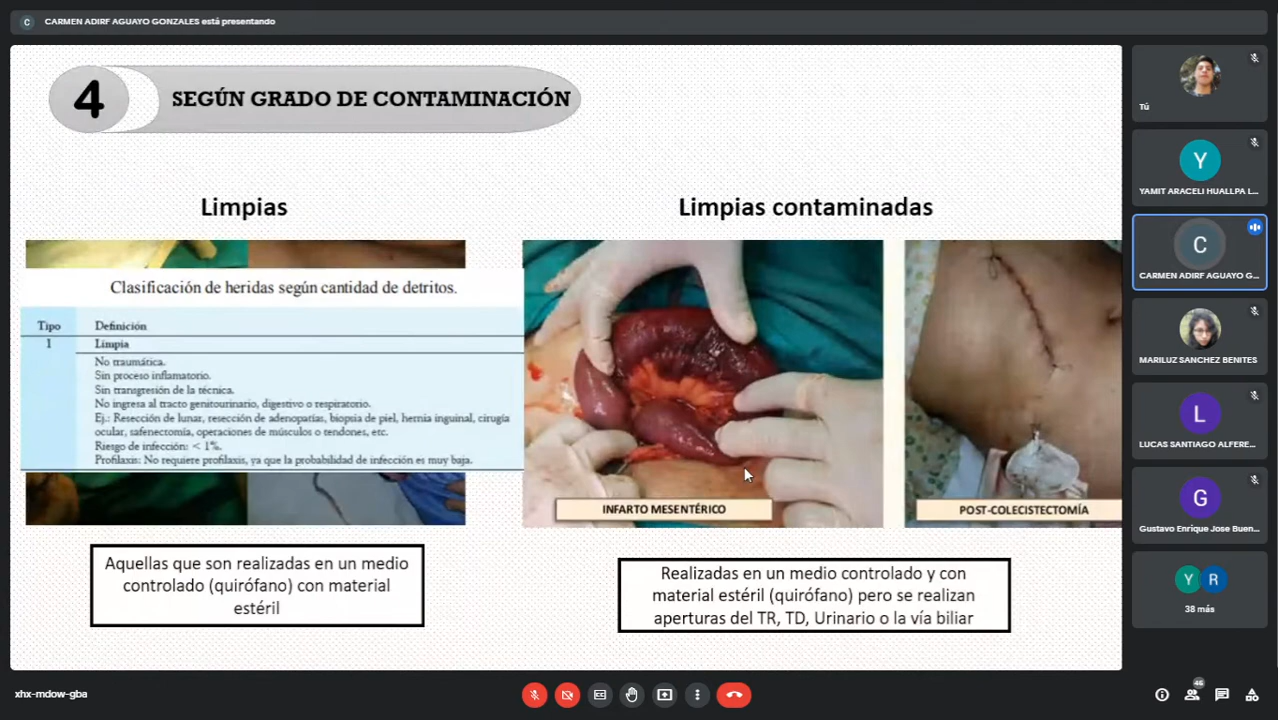 CARMEN ADIRF AGUAYO GONZALES está presentando
4
SEGÚN GRADO DE CONTAMINACIÓN
Limpias
Clasificación de heridas según cantidad de detritos.
Tipo Definición
1 Limpia
No traumática.
Sin proceso inflamatorio.
Sin transgresión de la técnica.
No ingresa al tracto genitourinario, digestivo o respiratorio.
Ej.: Resección de lunar, resección de adenopatías, biopsia de piel, hernia inguinal, cirugía
ocular, safenectomía, operaciones de músculos o tendones, etc.
Riesgo de infección: < 1%.
Profilaxis: No requiere profilaxis, ya que la probabilidad de infección es muy baja.
Aquellas que son realizadas en un medio
controlado (quirófano) con material
estéril
Limpias contaminadas
INFARTO MESENTÉRICO
POST-COLECISTECTOMÍA
Realizadas en un medio controlado y con
material estéril (quirófano) pero se realizan
aperturas del TR, TD, Urinario o la vía biliar
Tú
Y
YAMIT ARACELI HUALLPA L...
C
CARMEN ADIRF AGUAYO G...
MARILUZ SANCHEZ BENITES
L
LUCAS SANTIAGO ALFERE...
G
Gustavo Enrique Jose Buen...
Y R
38 más
xhx-mdow-gba
46